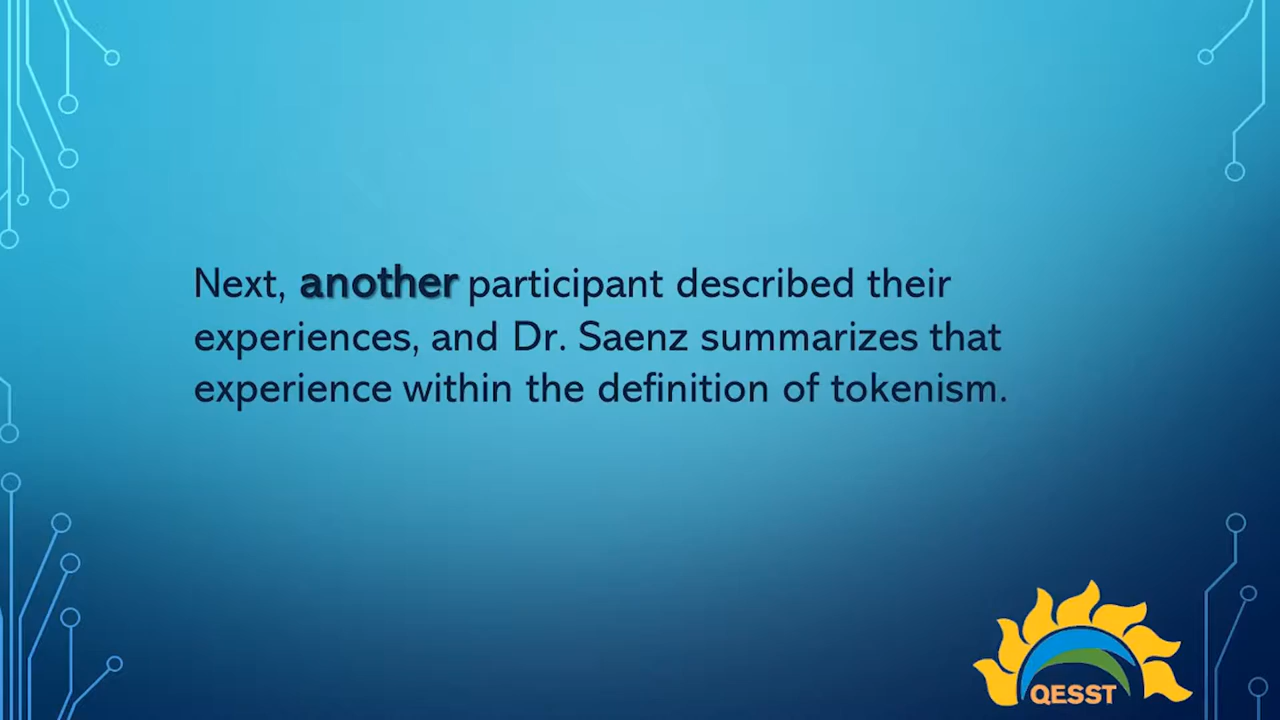 Next, another participant described their
experiences, and Dr. Saenz summarizes that
experience within the definition of tokenism.
QESST